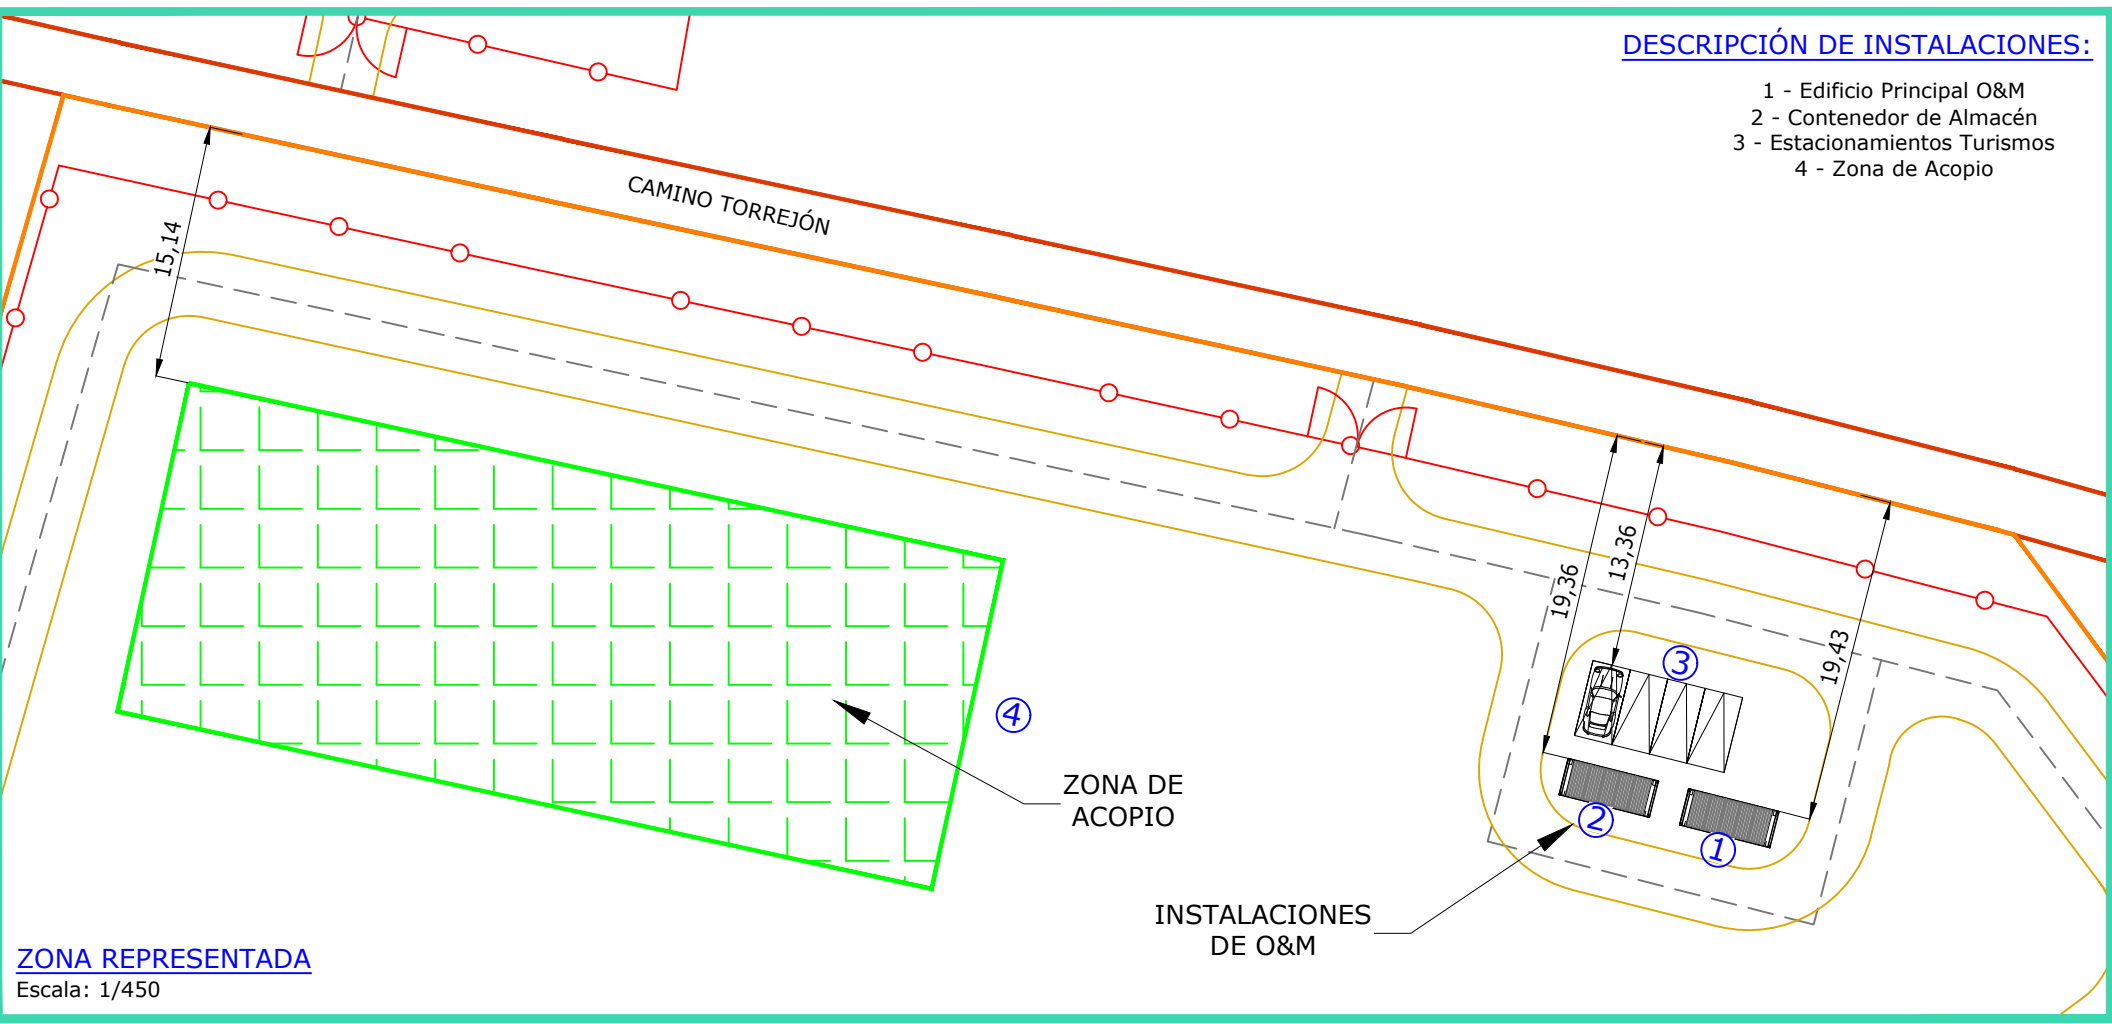 DESCRIPCIÓN DE INSTALACIONES:
1 - Edificio Principal O&M
2 - Contenedor de Almacén
3 - Estacionamientos Turismos
4 - Zona de Acopio
CAMINO TORREJÓN
15,14
19,36
13,36
19,43
3
4
2
1
ZONA DE
ACOPIO
INSTALACIONES
DE O&M
ZONA REPRESENTADA
Escala: 1/450